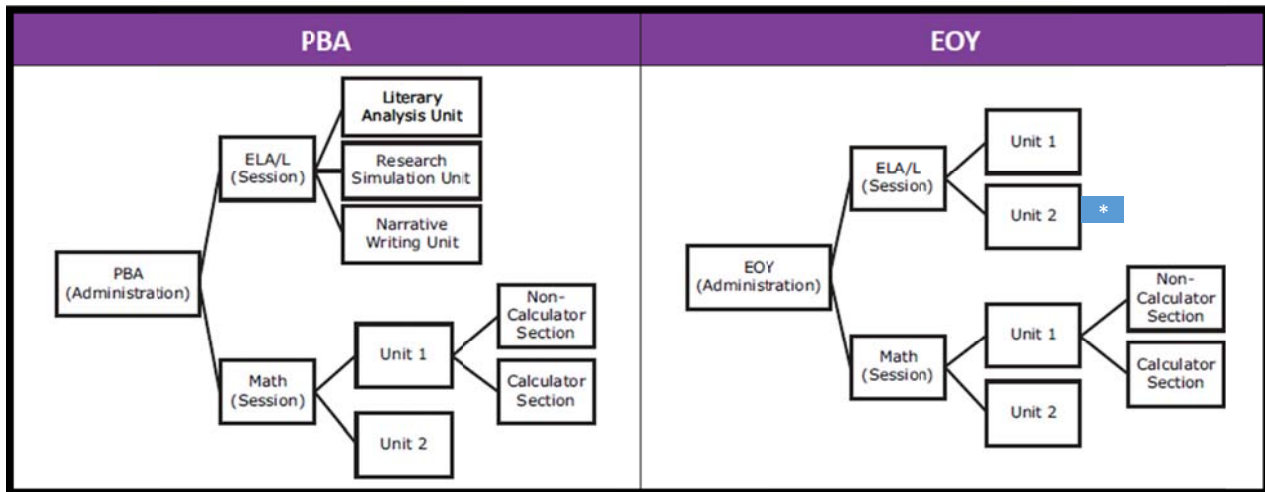 PBA
EOY
Literary
Analysis Unit
ELA/L
(Session)
Research
Simulation Unit
Narrative
Writing Unit
PBA
(Administration)
Non-
Calculator
Section
Unit 1
Math
(Session)
Calculator
Section
Unit 2
Unit 1
ELA/L
(Session)
Unit 2
*
EOY
(Administration)
Non-
Calculator
Section
Unit 1
Math
(Session)
Calculator
Section
Unit 2